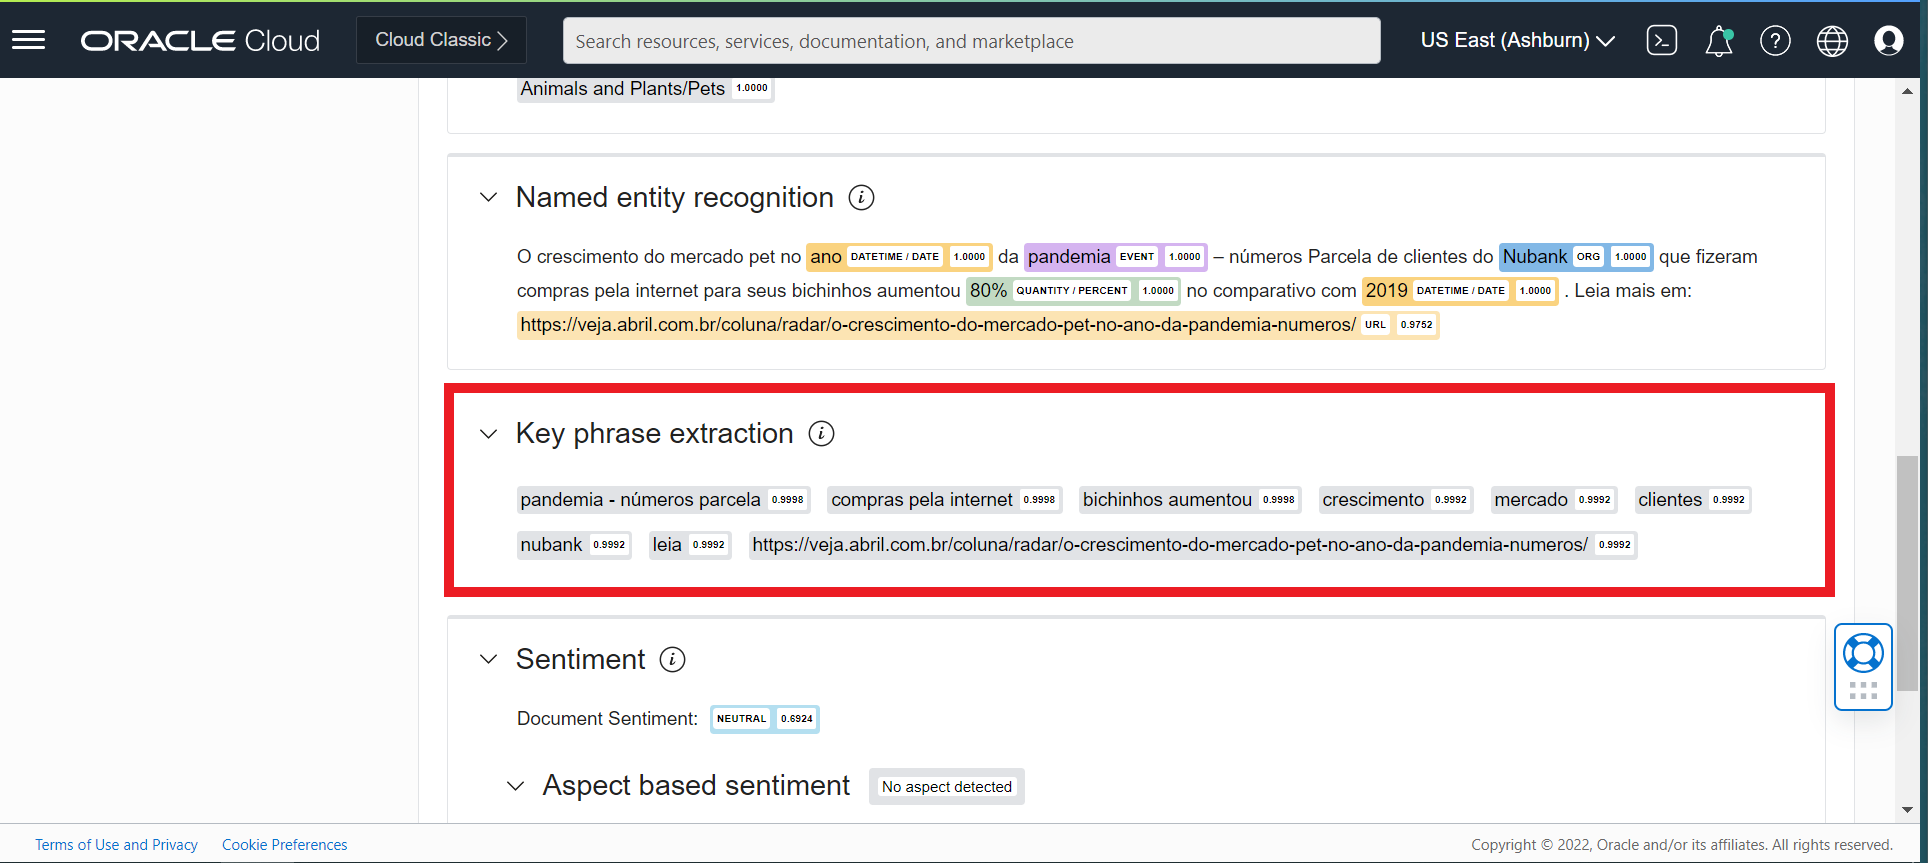 ORACLE Cloud Cloud Classic Search resources, services, documentation, and marketplace US East (Ashburn)
Animals and Plants/Pets 1.0000
Named entity recognition i
O crescimento do mercado pet no ano DATETIME / DATE 1.0000 da pandemia EVENT 1.0000 – números Parcela de clientes do Nubank ORG 1.0000 que fizeram
compras pela internet para seus bichinhos aumentou 80% QUANTITY / PERCENT 1.0000 no comparativo com 2019 DATETIME / DATE 1.0000 . Leia mais em:
https://veja.abril.com.br/coluna/radar/o-crescimento-do-mercado-pet-no-ano-da-pandemia-numeros/ URL 0.9752
Key phrase extraction i
pandemia - números parcela 0.9998 compras pela internet 0.9998 bichinhos aumentou 0.9998 crescimento 0.9992 mercado 0.9992 clientes 0.9992
nubank 0.9992 leia 0.9992 https://veja.abril.com.br/coluna/radar/o-crescimento-do-mercado-pet-no-ano-da-pandemia-numeros/ 0.9992
Sentiment i
Document Sentiment: NEUTRAL 0.6924
Aspect based sentiment No aspect detected
Terms of Use and Privacy Cookie Preferences Copyright © 2022, Oracle and/or its affiliates. All rights reserved.